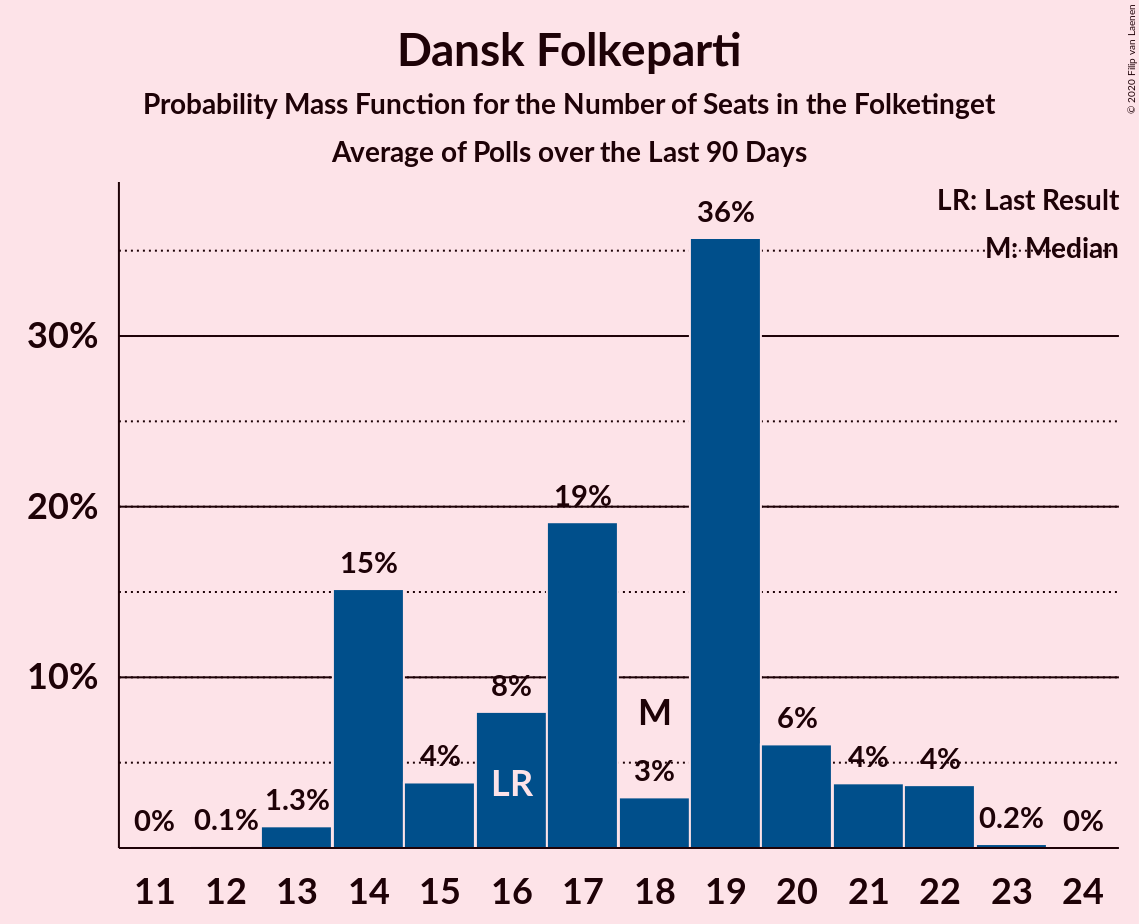 Dansk Folkeparti
Probability Mass Function for the Number of Seats in the Folketinget
Average of Polls over the Last 90 Days
© 2020 Filip van Laenen
LR: Last Result
M: Median
36%
30%
19%
20%
15%
10%
8%
M
6%
4%
4%
4%
3%
LR
1.3%
0%
0.1%
0.2%
0%
11 12 13 14 15 16 17 18 19 20 21 22 23 24